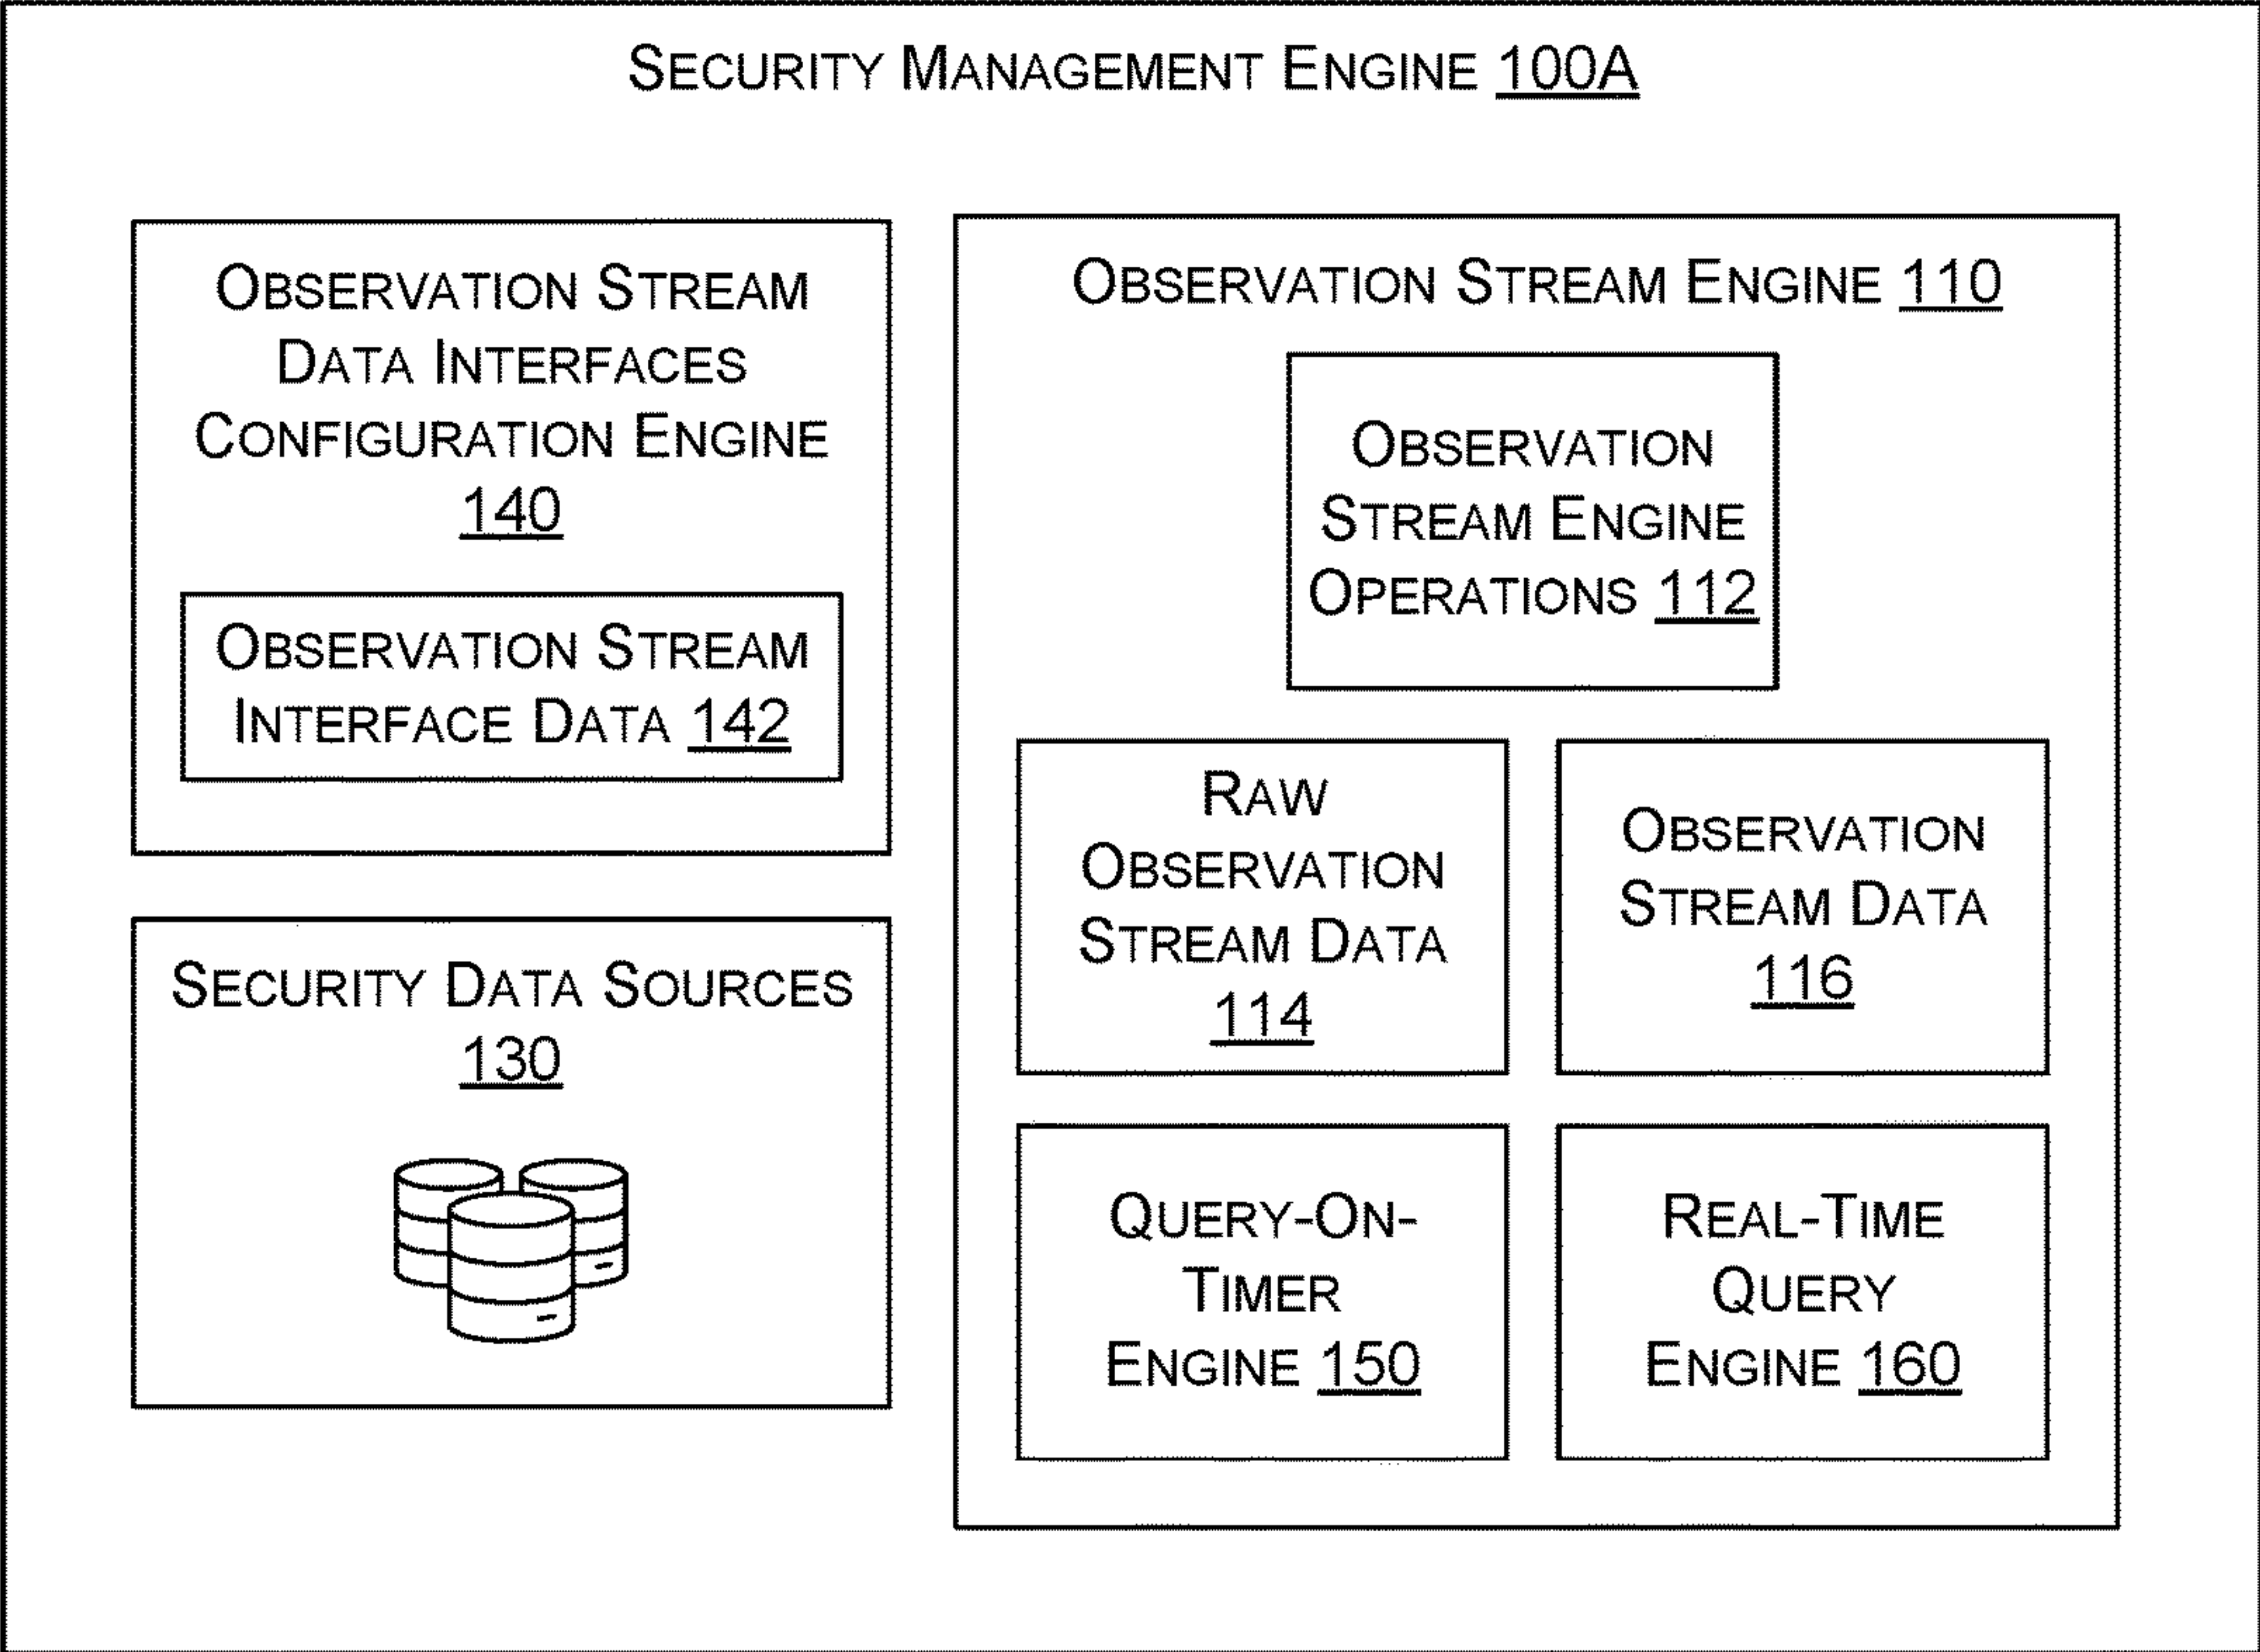 SECURITY MANAGEMENT ENGINE 100A
OBSERVATION STREAM
DATA INTERFACES
CONFIGURATION ENGINE
140
OBSERVATION STREAM
INTERFACE DATA 142
SECURITY DATA SOURCES
130
OBSERVATION STREAM ENGINE 110
OBSERVATION
STREAM ENGINE
OPERATIONS 112
RAW
OBSERVATION
STREAM DATA
114
OBSERVATION
STREAM DATA
116
QUERY-ON-
TIMER
ENGINE 150
REAL-TIME
QUERY
ENGINE 160